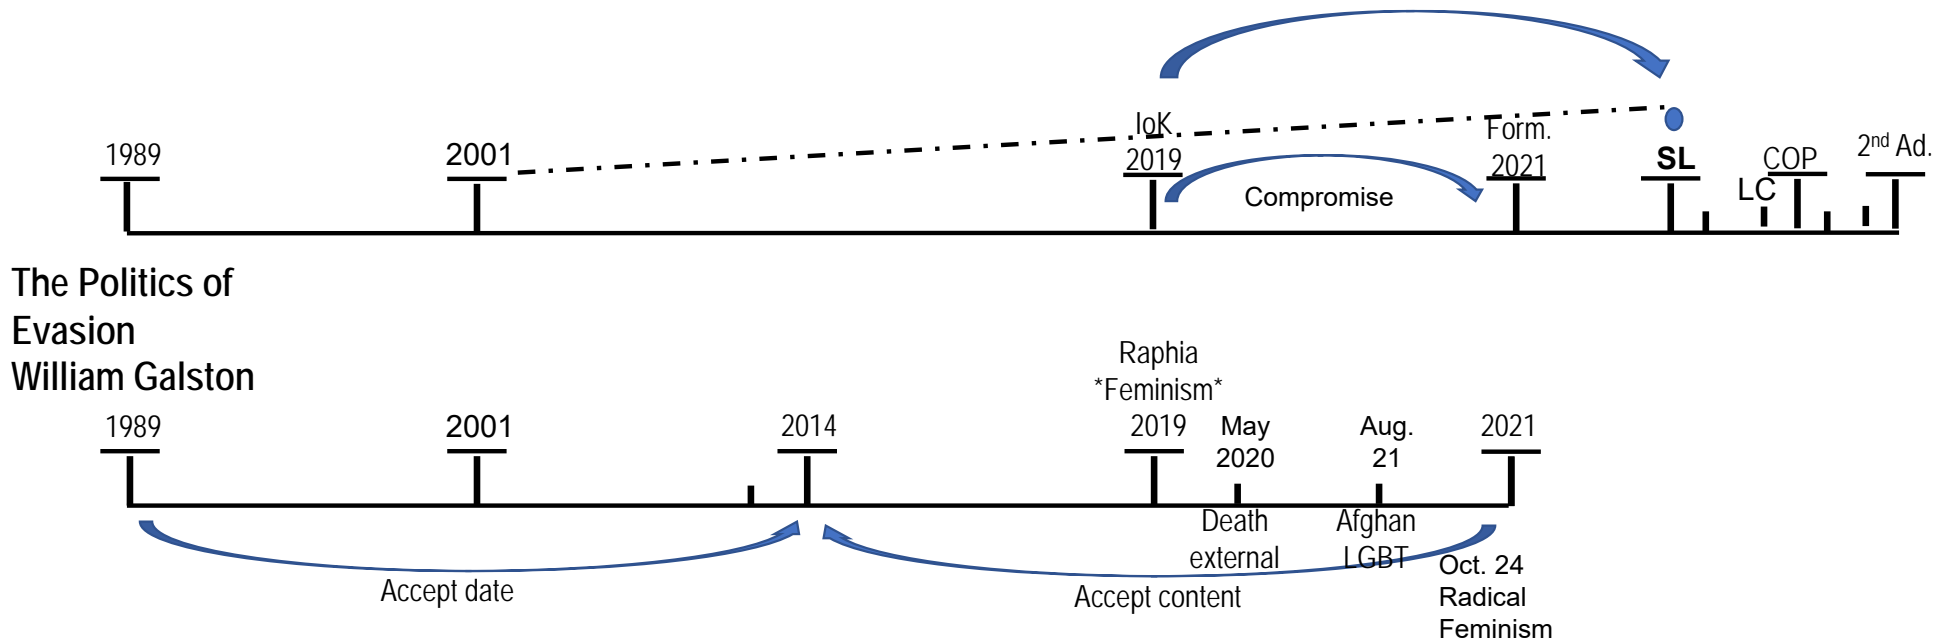 1989
2001
IoK
2019
Compromise
Form.
2021
SL
LC
COP
2nd Ad.
The Politics of
Evasion
William Galston
1989
2001
2014
Raphia
*Feminism*
2019
May
2020
Aug.
21
2021
Death
external
Afghan
LGBT
Oct. 24
Radical
Feminism
Accept date
Accept content